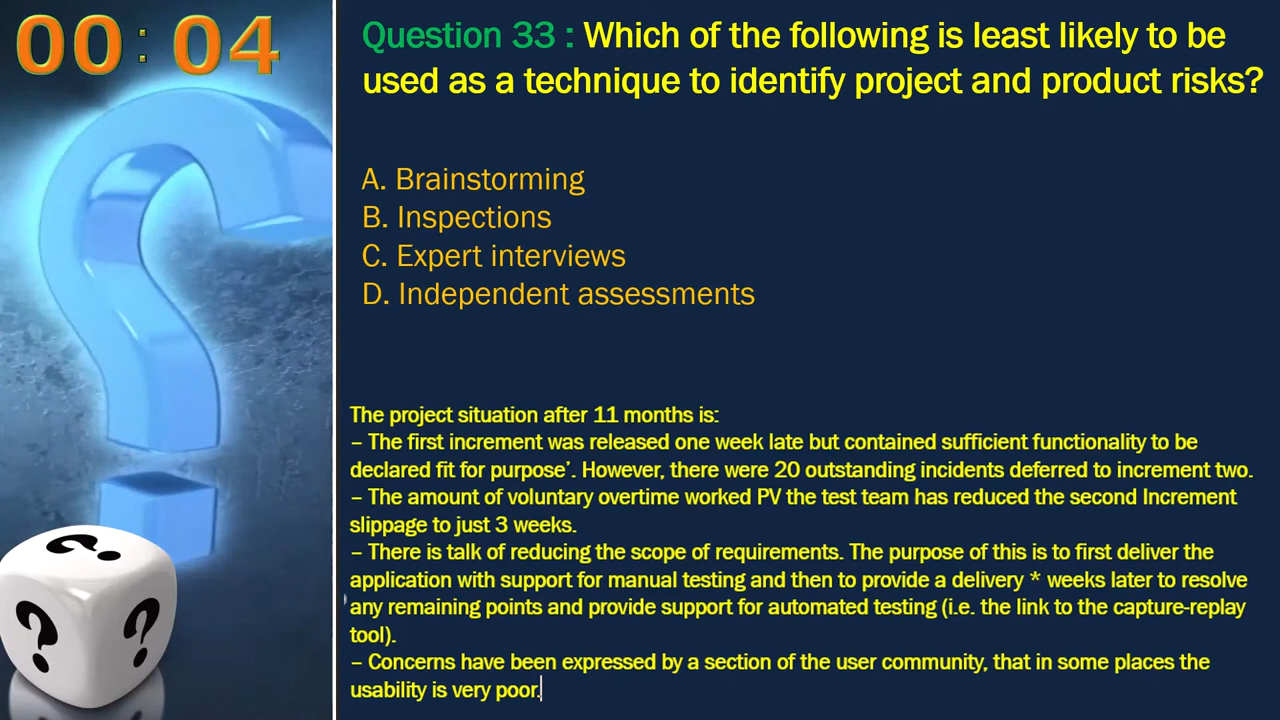 00:04
Question 33 : Which of the following is least likely to be
used as a technique to identify project and product risks?
A. Brainstorming
B. Inspections
C. Expert interviews
D. Independent assessments
The project situation after 11 months is:
– The first increment was released one week late but contained sufficient functionality to be
declared fit for purpose’. However, there were 20 outstanding incidents deferred to increment two.
– The amount of voluntary overtime worked PV the test team has reduced the second Increment
slippage to just 3 weeks.
– There is talk of reducing the scope of requirements. The purpose of this is to first deliver the
application with support for manual testing and then to provide a delivery * weeks later to resolve
any remaining points and provide support for automated testing (i.e. the link to the capture-replay
tool).
– Concerns have been expressed by a section of the user community, that in some places the
usability is very poor.